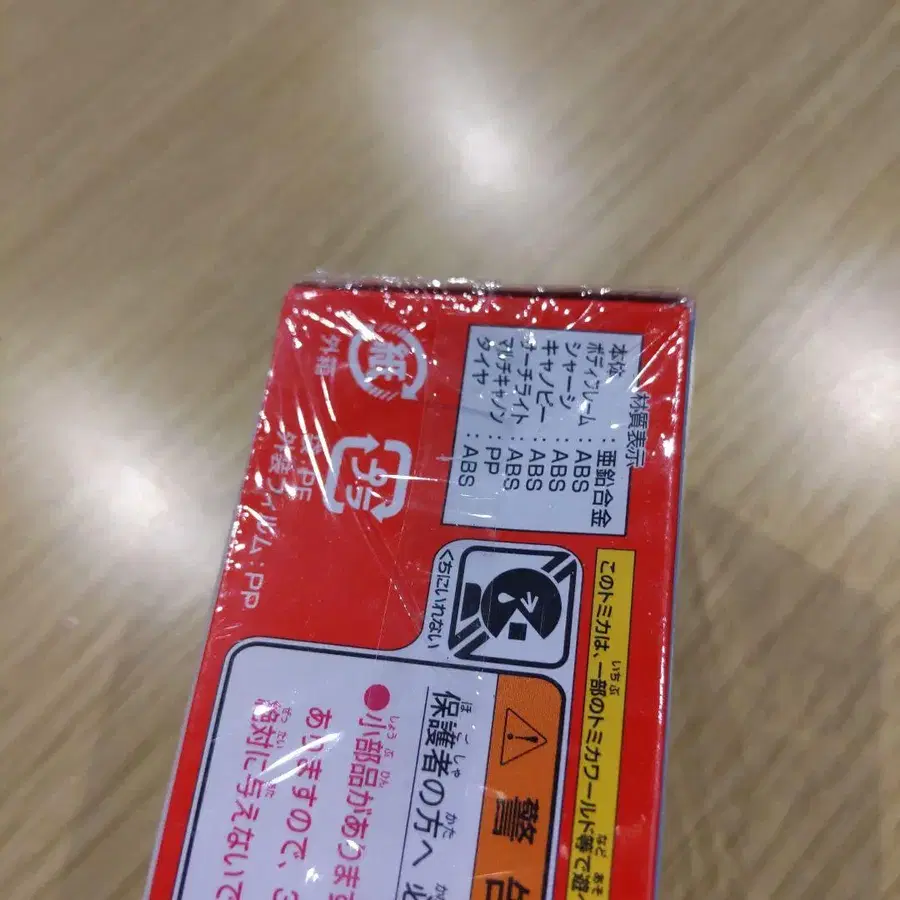 材質表示
本体
ボディフレーム：亜鉛合金
シャーシ：ABS
キャノピー：ABS
サーチライト：ABS
マルチキャノン：PP
タイヤ：ABS
紙
外箱
プラ
外装フィルム：PP
くちにいれない
このトミカは、一部のトミカワールド等で遊べ
警告
保護者の方へ 必
●小部品があります
ありますので、3
絶対に与えないで